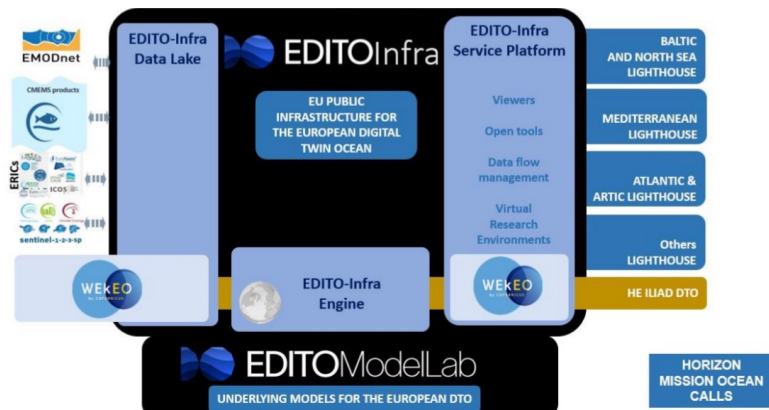 EMODnet
CMEMS products
ERICs
ICOS
sentinel-1-2-3-5p
WEkEO
EDITO-Infra
Data Lake
EDITOInfra
EU PUBLIC
INFRASTRUCTURE FOR
THE EUROPEAN DIGITAL
TWIN OCEAN
EDITO-Infra
Engine
EDITO-Infra
Service Platform
Viewers
Open tools
Data flow
management
Virtual
Research
Environments
WEkEO
BALTIC
AND NORTH SEA
LIGHTHOUSE
MEDITERRANEAN
LIGHTHOUSE
ATLANTIC &
ARTIC LIGHTHOUSE
Others
LIGHTHOUSE
HE ILIAD DTO
EDITOModelLab
UNDERLYING MODELS FOR THE EUROPEAN DTO
HORIZON
MISSION OCEAN
CALLS